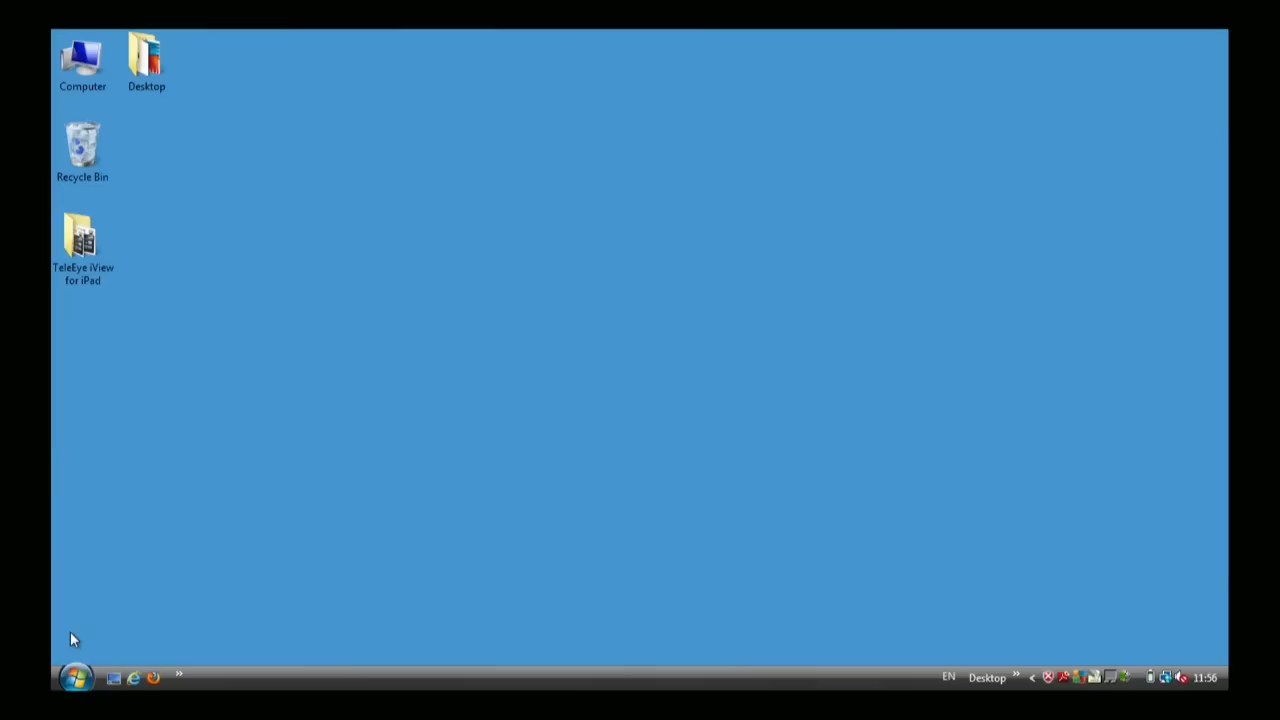 Computer
Desktop
Recycle Bin
TeleEye iView
for iPad
EN
Desktop
11:56